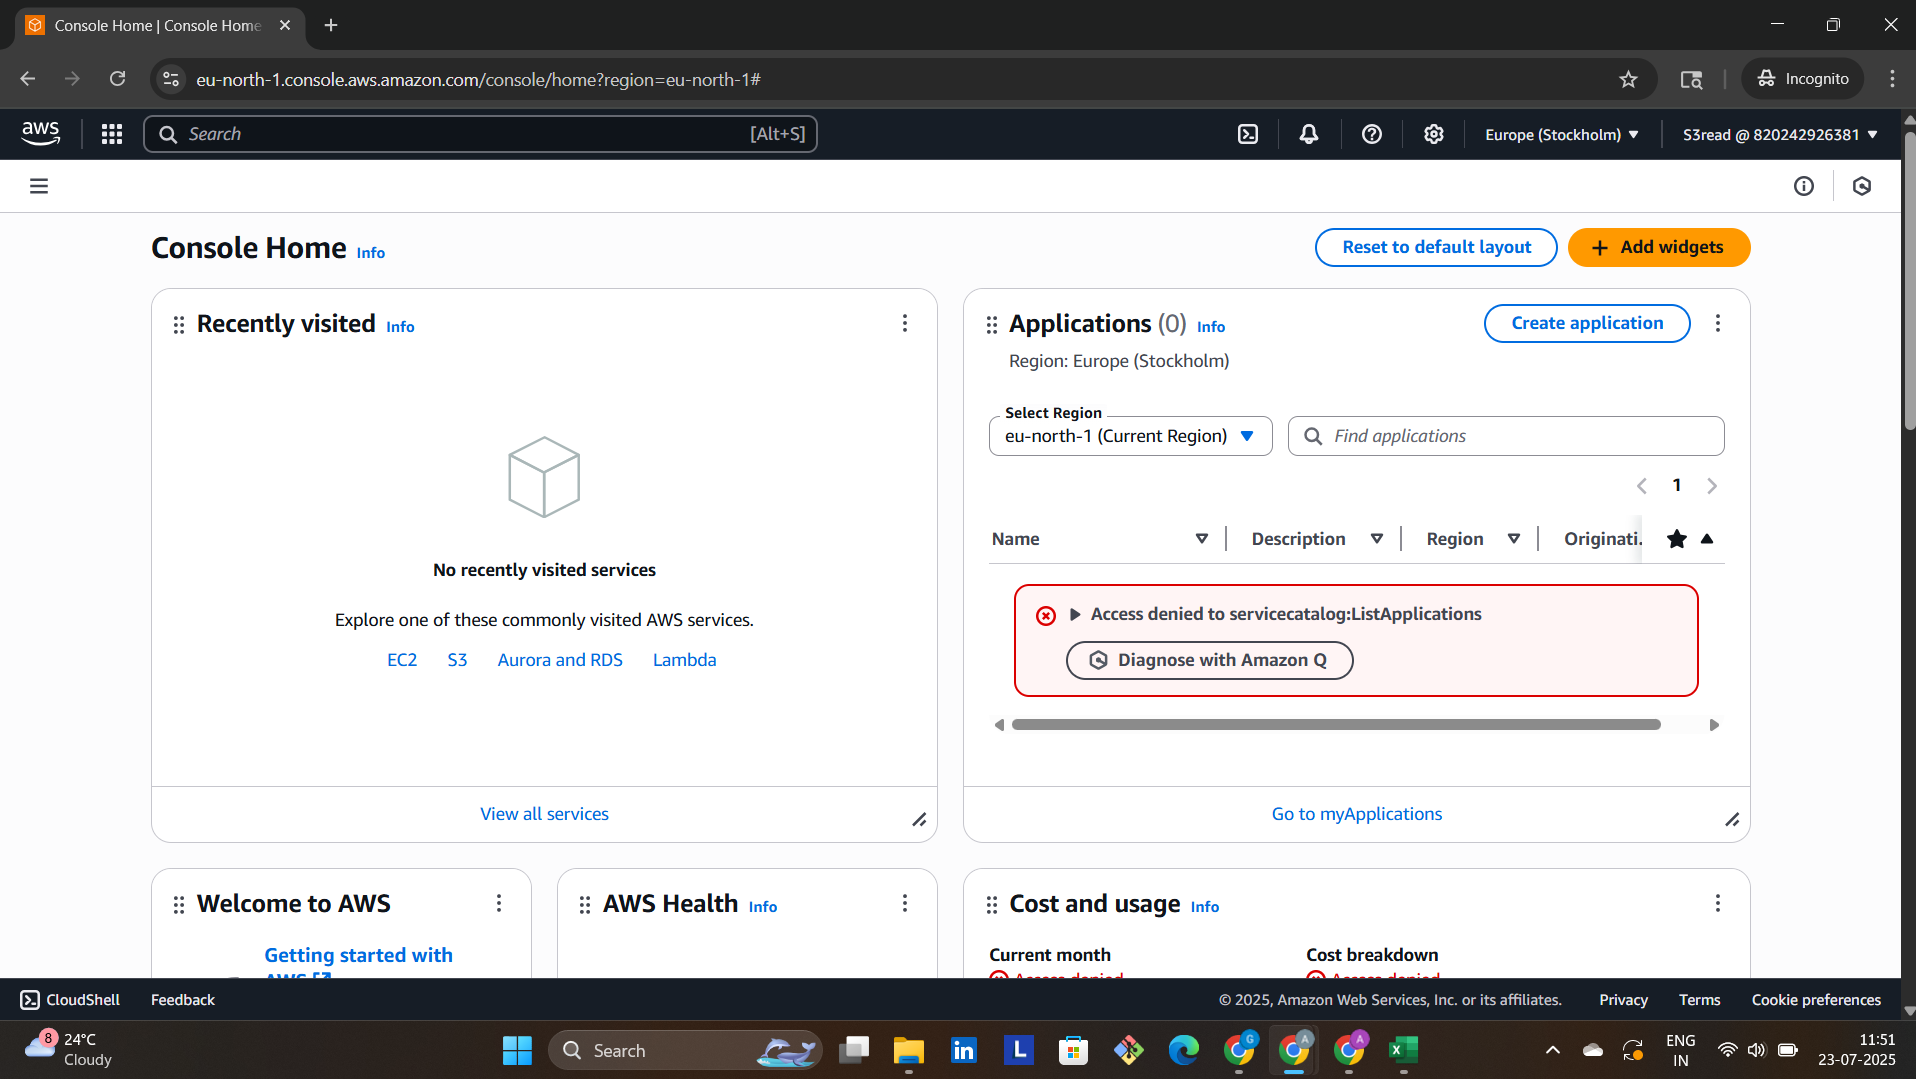 Console Home | Console Home
eu-north-1.console.aws.amazon.com/console/home?region=eu-north-1#
Incognito
aws
Search
[Alt+S]
Europe (Stockholm)
S3read @ 820242926381
Console Home Info
Reset to default layout
+ Add widgets
Recently visited Info
No recently visited services
Explore one of these commonly visited AWS services.
EC2 S3 Aurora and RDS Lambda
View all services
Applications (0) Info
Create application
Region: Europe (Stockholm)
Select Region
eu-north-1 (Current Region)
Find applications
1
Name Description Region Originati.
Access denied to servicecatalog:ListApplications
Diagnose with Amazon Q
Go to myApplications
Welcome to AWS
Getting started with
AWS
AWS Health Info
Cost and usage Info
Current month
Access denied
Cost breakdown
Access denied
CloudShell
Feedback
© 2025, Amazon Web Services, Inc. or its affiliates.
Privacy
Terms
Cookie preferences
8
24°C
Cloudy
Search
in
L
G
A
A
X
ENG
IN
11:51
23-07-2025